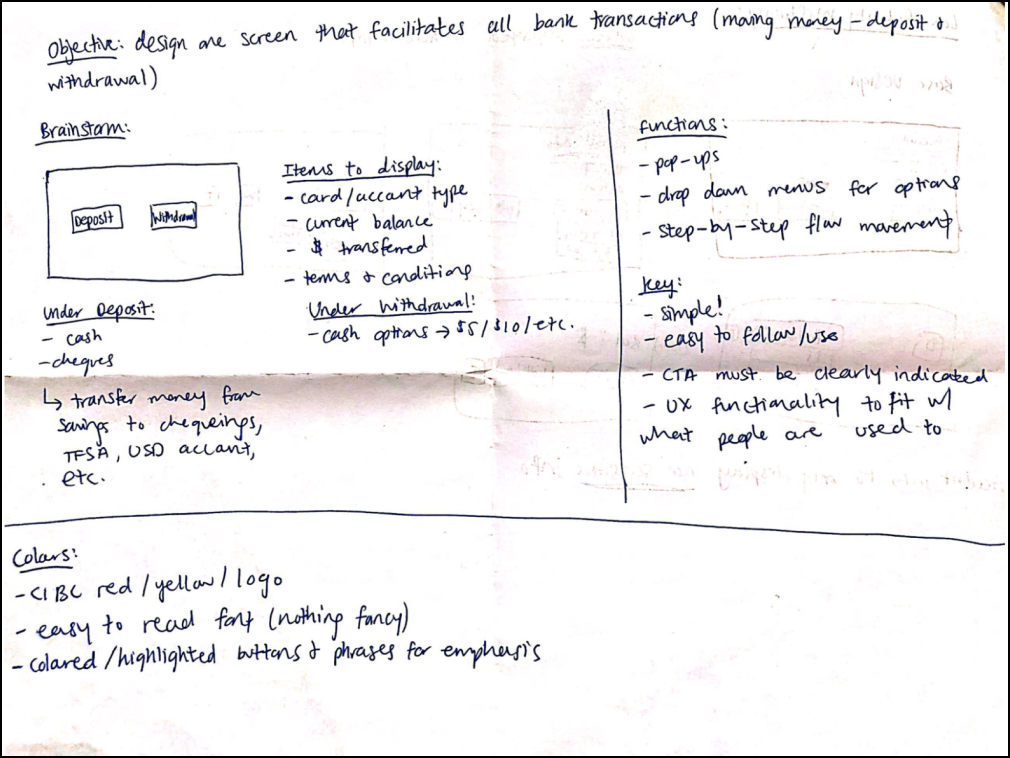 Objective: design one screen that facilitates all bank transactions (moving money - deposit &
withdrawal)
Brainstorm:
Deposit
Withdrawal
Under Deposit:
- cash
- cheques
↳ transfer money from
savings to chequeings,
TFSA, USD account,
etc.
Items to display:
- card/account type
- current balance
- $ transferred
- terms & conditions
Under Withdrawal:
- cash options → $5/$10/etc.
Functions:
- pop-ups
- drop down menus for options
- step-by-step flow movement
Key:
- simple!
- easy to follow/use
- CTA must be clearly indicated
- UX functionality to fit w/
what people are used to
Colours:
- CIBC red/yellow/logo
- easy to read font (nothing fancy)
- colored/highlighted buttons & phrases for emphasis